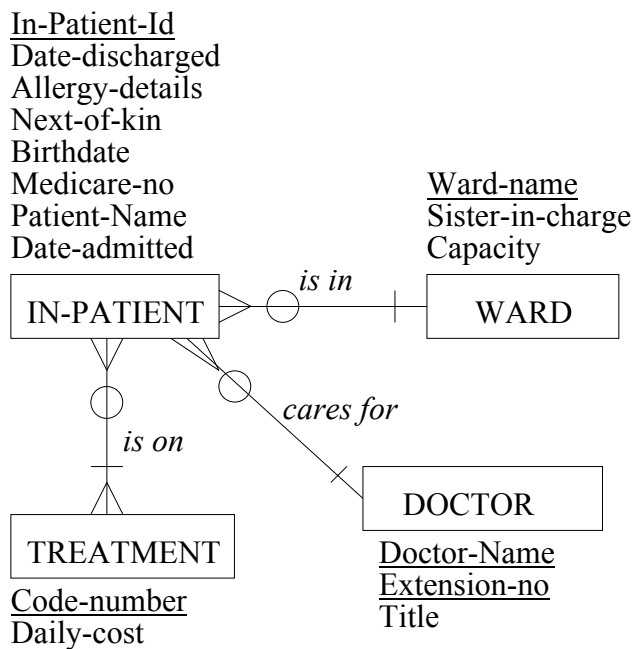 In-Patient-Id
Date-discharged
Allergy-details
Next-of-kin
Birthdate
Medicare-no
Patient-Name
Date-admitted
Ward-name
Sister-in-charge
Capacity
IN-PATIENT
is in
WARD
cares for
is on
DOCTOR
Doctor-Name
Extension-no
Title
TREATMENT
Code-number
Daily-cost